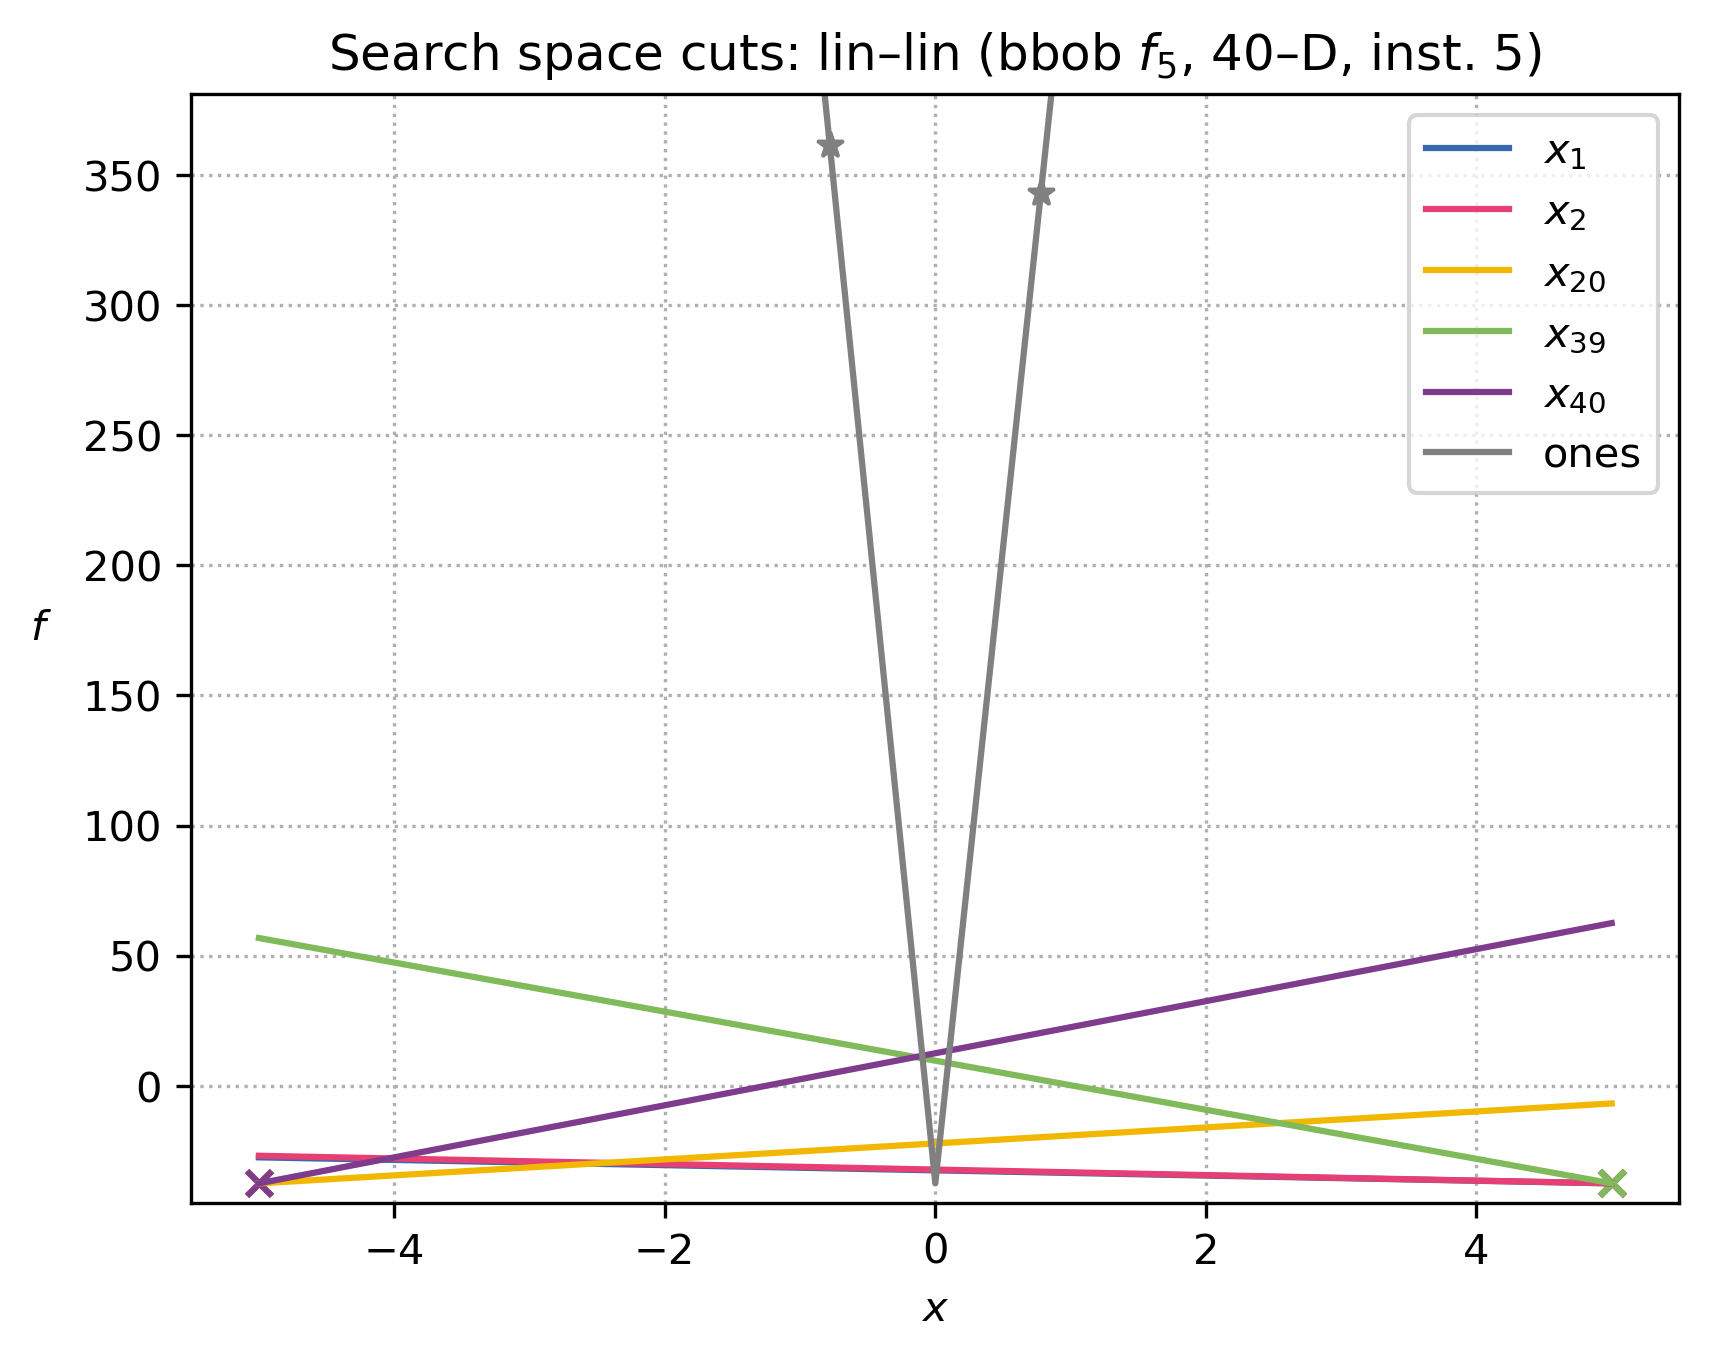 Search space cuts: lin–lin (bbob f5, 40–D, inst. 5)
350
300
250
200
150
100
50
0
f
−4
−2
0
2
4
x
x1
x2
x20
x39
x40
ones